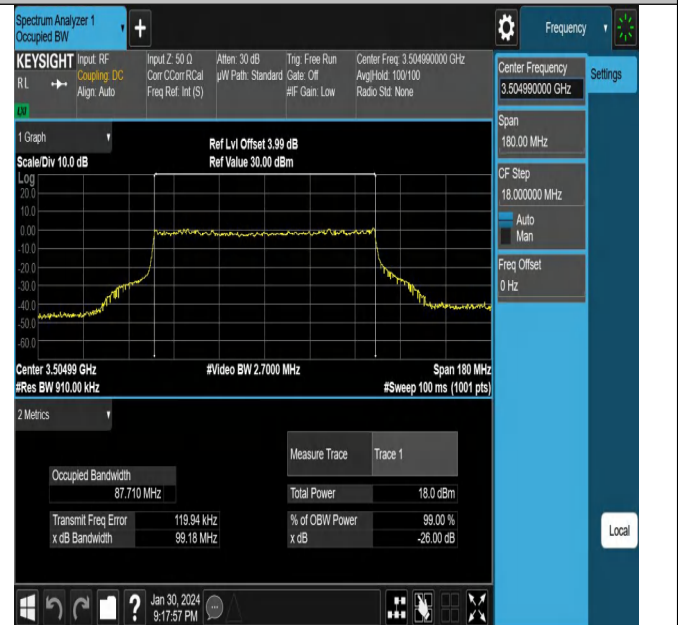 Spectrum Analyzer 1
Occupied BW
+
Frequency
KEYSIGHT Input: RF Input Z: 50 Ω Atten: 30 dB Trig: Free Run Center Freq: 3.504990000 GHz
RL Coupling: DC Corr CCorr RCal µW Path: Standard Gate: Off Avg|Hold: 100/100
Align: Auto Freq Ref: Int (S) #IF Gain: Low Radio Std: None
LXI
Center Frequency
3.504990000 GHz
Settings
Span
180.00 MHz
CF Step
18.000000 MHz
Auto
Man
Freq Offset
0 Hz
1 Graph
Ref Lvl Offset 3.99 dB
Scale/Div 10.0 dB Ref Value 30.00 dBm
Log
20.0
10.0
0.00
-10.0
-20.0
-30.0
-40.0
-50.0
-60.0
Center 3.50499 GHz #Video BW 2.7000 MHz Span 180 MHz
#Res BW 910.00 kHz #Sweep 100 ms (1001 pts)
2 Metrics
Measure Trace Trace 1
Occupied Bandwidth
87.710 MHz
Total Power 18.0 dBm
Transmit Freq Error 119.94 kHz % of OBW Power 99.00 %
x dB Bandwidth 99.18 MHz x dB -26.00 dB
Local
? Jan 30, 2024
9:17:57 PM